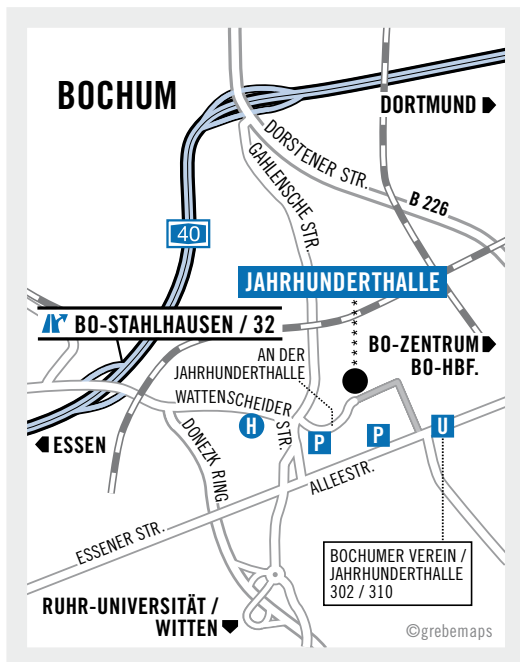 BOCHUM
DORTMUND
DORSTENER STR.
GAHLENSCHE STR.
B 226
40
JAHRHUNDERTHALLE
BO-STAHLHAUSEN / 32
BO-ZENTRUM
BO-HBF.
AN DER
JAHRHUNDERTHALLE
WATTENSCHEIDER
STR.
H
P
P
U
ESSEN
DONEZK RING
ALLEESTR.
ESSENER STR.
BOCHUMER VEREIN /
JAHRHUNDERTHALLE
302 / 310
RUHR-UNIVERSITÄT /
WITTEN
©grebemaps